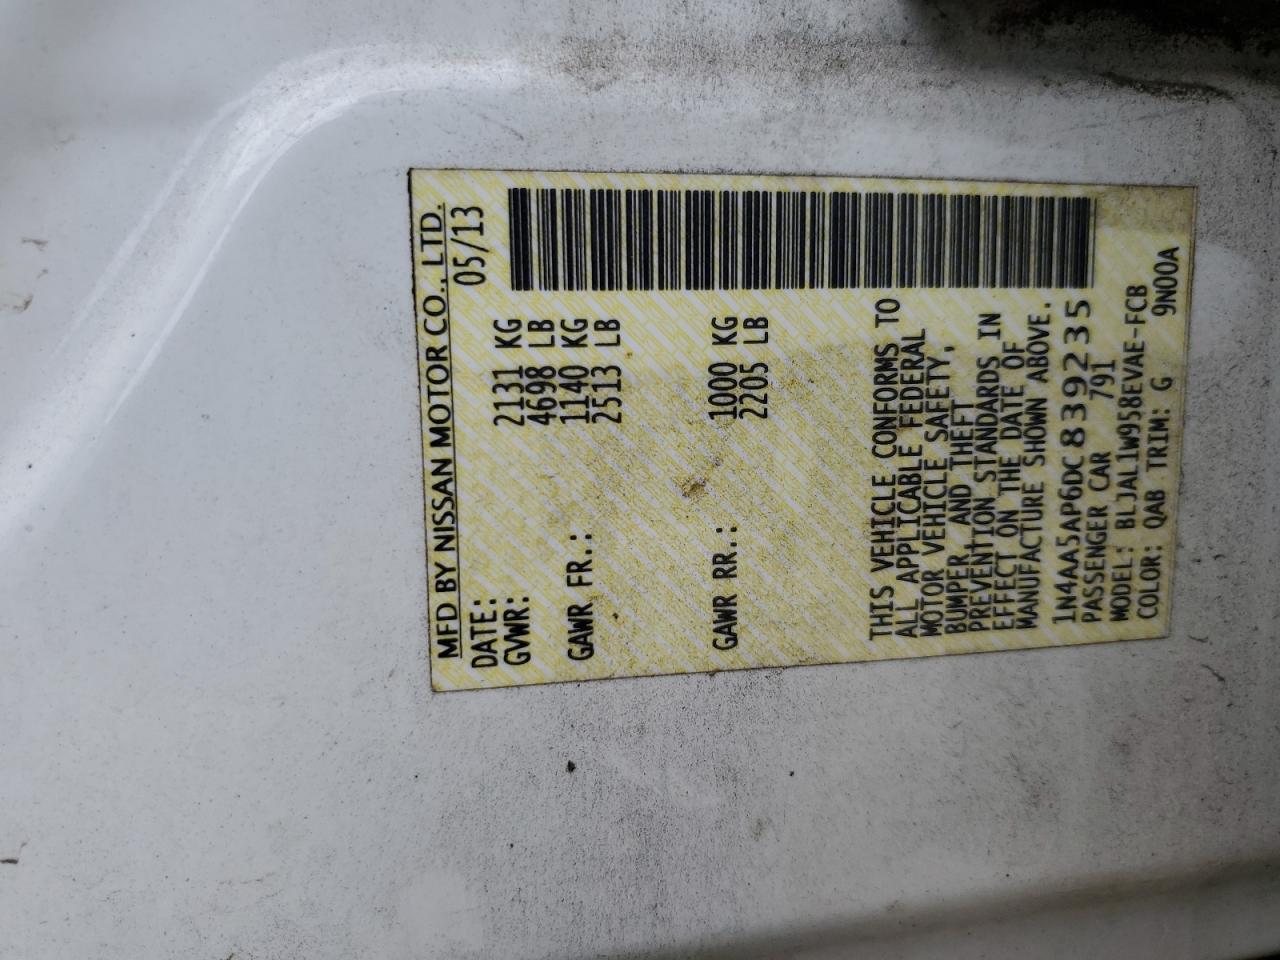 MFD BY NISSAN MOTOR CO., LTD.
DATE: 05/13
GVWR: 2131 KG
4698 LB
GAWR FR.: 1140 KG
2513 LB
GAWR RR.: 1000 KG
2205 LB
THIS VEHICLE CONFORMS TO
ALL APPLICABLE FEDERAL
MOTOR VEHICLE SAFETY,
BUMPER, AND THEFT
PREVENTION STANDARDS IN
EFFECT ON THE DATE OF
MANUFACTURE SHOWN ABOVE.
1N4AA5AP6DC839235
PASSENGER CAR 791
MODEL: BLJAL1W958EVAE-FCB
COLOR: QAB TRIM: G 9N00A